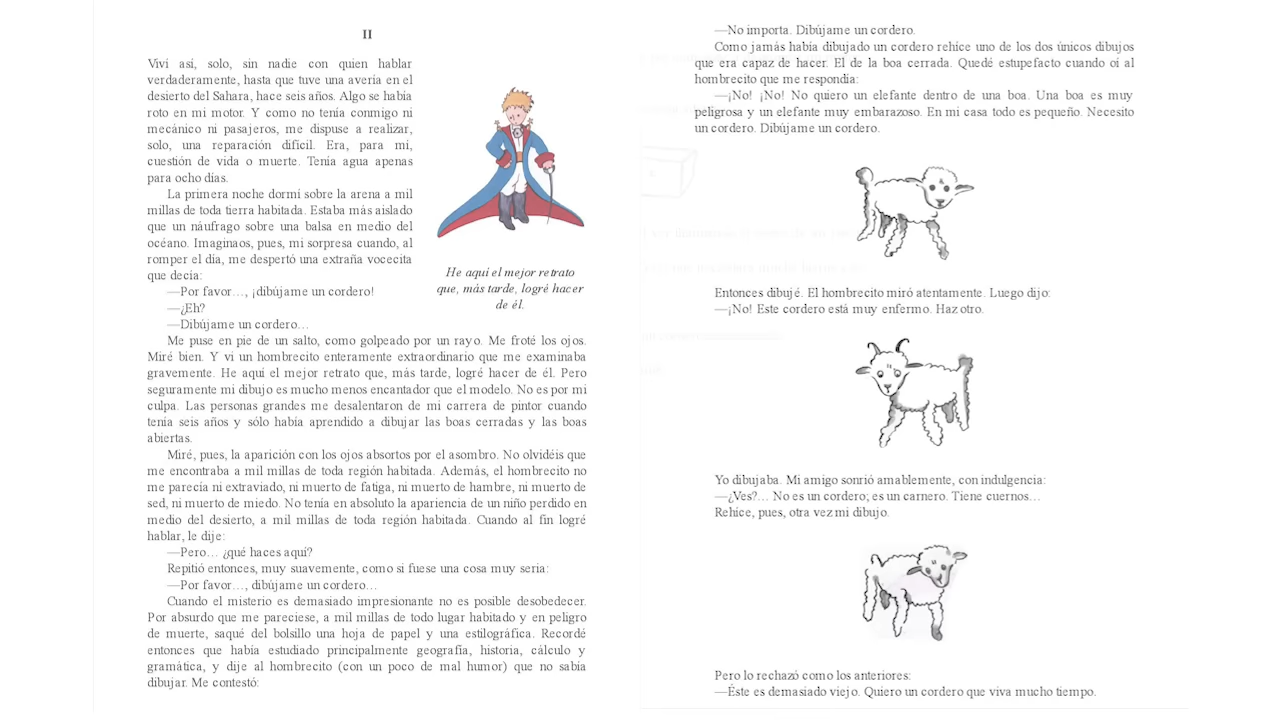 II
Viví así, solo, sin nadie con quien hablar
verdaderamente, hasta que tuve una avería en el
desierto del Sahara, hace seis años. Algo se había
roto en mi motor. Y como no tenía conmigo ni
mecánico ni pasajeros, me dispuse a realizar,
solo, una reparación difícil. Era, para mí,
cuestión de vida o muerte. Tenía agua apenas
para ocho días.
La primera noche dormí sobre la arena a mil
millas de toda tierra habitada. Estaba más aislado
que un náufrago sobre una balsa en medio del
océano. Imaginaos, pues, mi sorpresa cuando, al
romper el día, me despertó una extraña vocecita
que decía:
—Por favor…, ¡dibújame un cordero!
—¿Eh?
—Dibújame un cordero…
He aquí el mejor retrato
que, más tarde, logré hacer
de él.
Me puse en pie de un salto, como golpeado por un rayo. Me froté los ojos.
Miré bien. Y vi un hombrecito enteramente extraordinario que me examinaba
gravemente. He aquí el mejor retrato que, más tarde, logré hacer de él. Pero
seguramente mi dibujo es mucho menos encantador que el modelo. No es por mi
culpa. Las personas grandes me desalentaron de mi carrera de pintor cuando
tenía seis años y sólo había aprendido a dibujar las boas cerradas y las boas
abiertas.
Miré, pues, la aparición con los ojos absortos por el asombro. No olvidéis que
me encontraba a mil millas de toda región habitada. Además, el hombrecito no
me parecía ni extraviado, ni muerto de fatiga, ni muerto de hambre, ni muerto de
sed, ni muerto de miedo. No tenía en absoluto la apariencia de un niño perdido en
medio del desierto, a mil millas de toda región habitada. Cuando al fin logré
hablar, le dije:
—Pero… ¿qué haces aquí?
Repitió entonces, muy suavemente, como si fuese una cosa muy seria:
—Por favor…, dibújame un cordero…
Cuando el misterio es demasiado impresionante no es posible desobedecer.
Por absurdo que me pareciese, a mil millas de todo lugar habitado y en peligro
de muerte, saqué del bolsillo una hoja de papel y una estilográfica. Recordé
entonces que había estudiado principalmente geografía, historia, cálculo y
gramática, y dije al hombrecito (con un poco de mal humor) que no sabía
dibujar. Me contestó:
—No importa. Dibújame un cordero.
Como jamás había dibujado un cordero rehíce uno de los dos únicos dibujos
que era capaz de hacer. El de la boa cerrada. Quedé estupefacto cuando oí al
hombrecito que me respondía:
—¡No! ¡No! No quiero un elefante dentro de una boa. Una boa es muy
peligrosa y un elefante muy embarazoso. En mi casa todo es pequeño. Necesito
un cordero. Dibújame un cordero.
Entonces dibujé. El hombrecito miró atentamente. Luego dijo:
—¡No! Este cordero está muy enfermo. Haz otro.
Yo dibujaba. Mi amigo sonrió amablemente, con indulgencia:
—¿Ves?… No es un cordero; es un carnero. Tiene cuernos…
Rehíce, pues, otra vez mi dibujo.
Pero lo rechazó como los anteriores:
—Éste es demasiado viejo. Quiero un cordero que viva mucho tiempo.